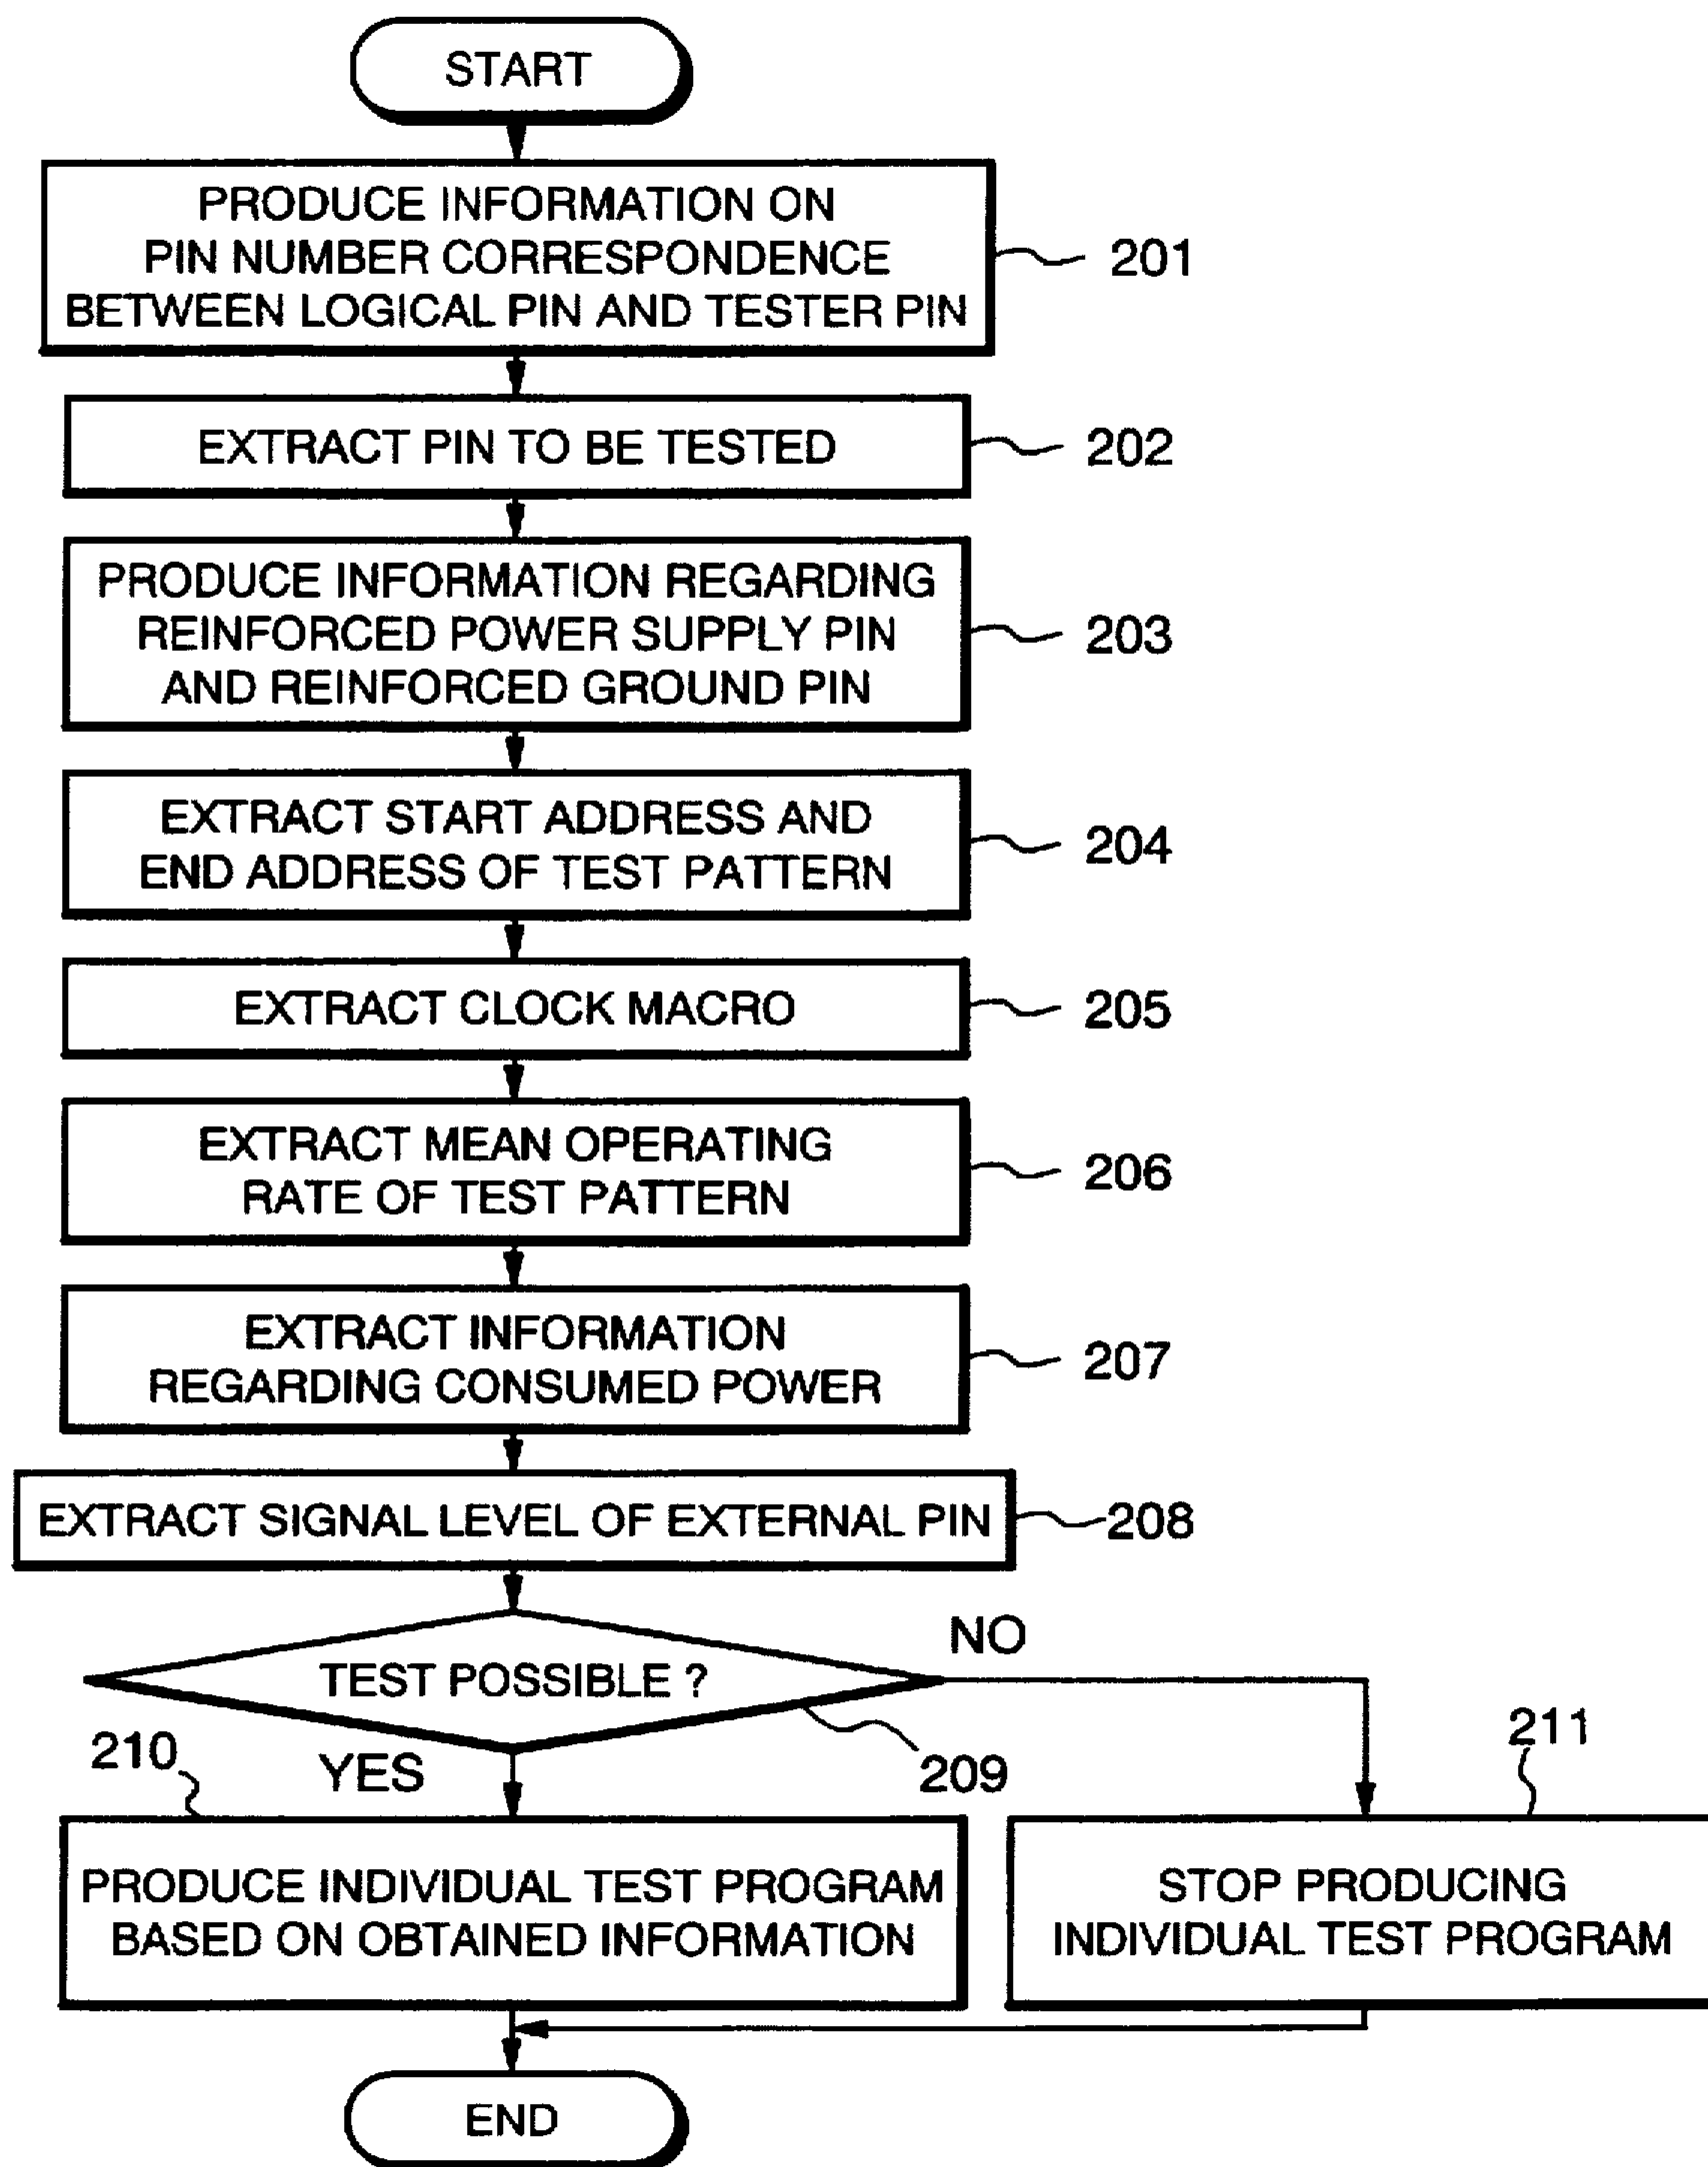 START
PRODUCE INFORMATION ON
PIN NUMBER CORRESPONDENCE
BETWEEN LOGICAL PIN AND TESTER PIN
201
EXTRACT PIN TO BE TESTED
202
PRODUCE INFORMATION REGARDING
REINFORCED POWER SUPPLY PIN
AND REINFORCED GROUND PIN
203
EXTRACT START ADDRESS AND
END ADDRESS OF TEST PATTERN
204
EXTRACT CLOCK MACRO
205
EXTRACT MEAN OPERATING
RATE OF TEST PATTERN
206
EXTRACT INFORMATION
REGARDING CONSUMED POWER
207
EXTRACT SIGNAL LEVEL OF EXTERNAL PIN
208
TEST POSSIBLE ?
NO
209
YES
210
PRODUCE INDIVIDUAL TEST PROGRAM
BASED ON OBTAINED INFORMATION
211
STOP PRODUCING
INDIVIDUAL TEST PROGRAM
END